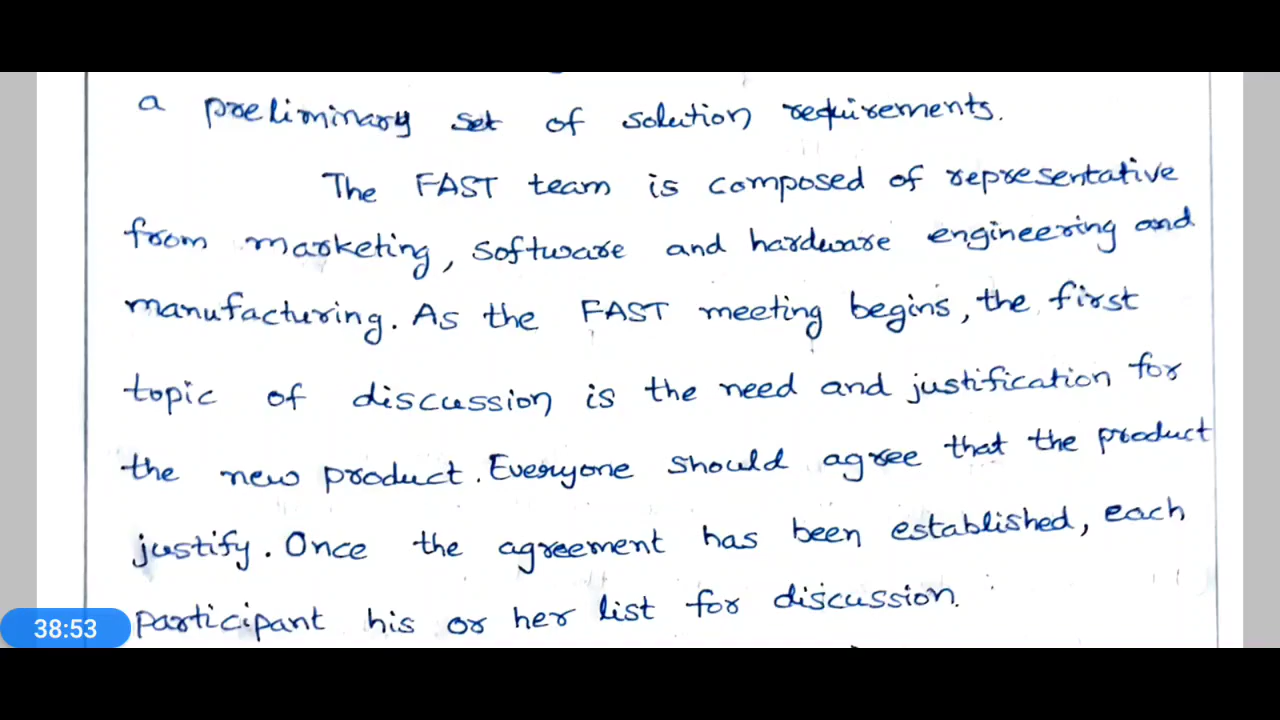 a preliminary set of solution requirements.
The FAST team is composed of representative
from marketing, software and hardware engineering and
manufacturing. As the FAST meeting begins, the first
topic of discussion is the need and justification for
the new product. Everyone should agree that the product
justify. Once the agreement has been established, each
participant his or her list for discussion.
38:53